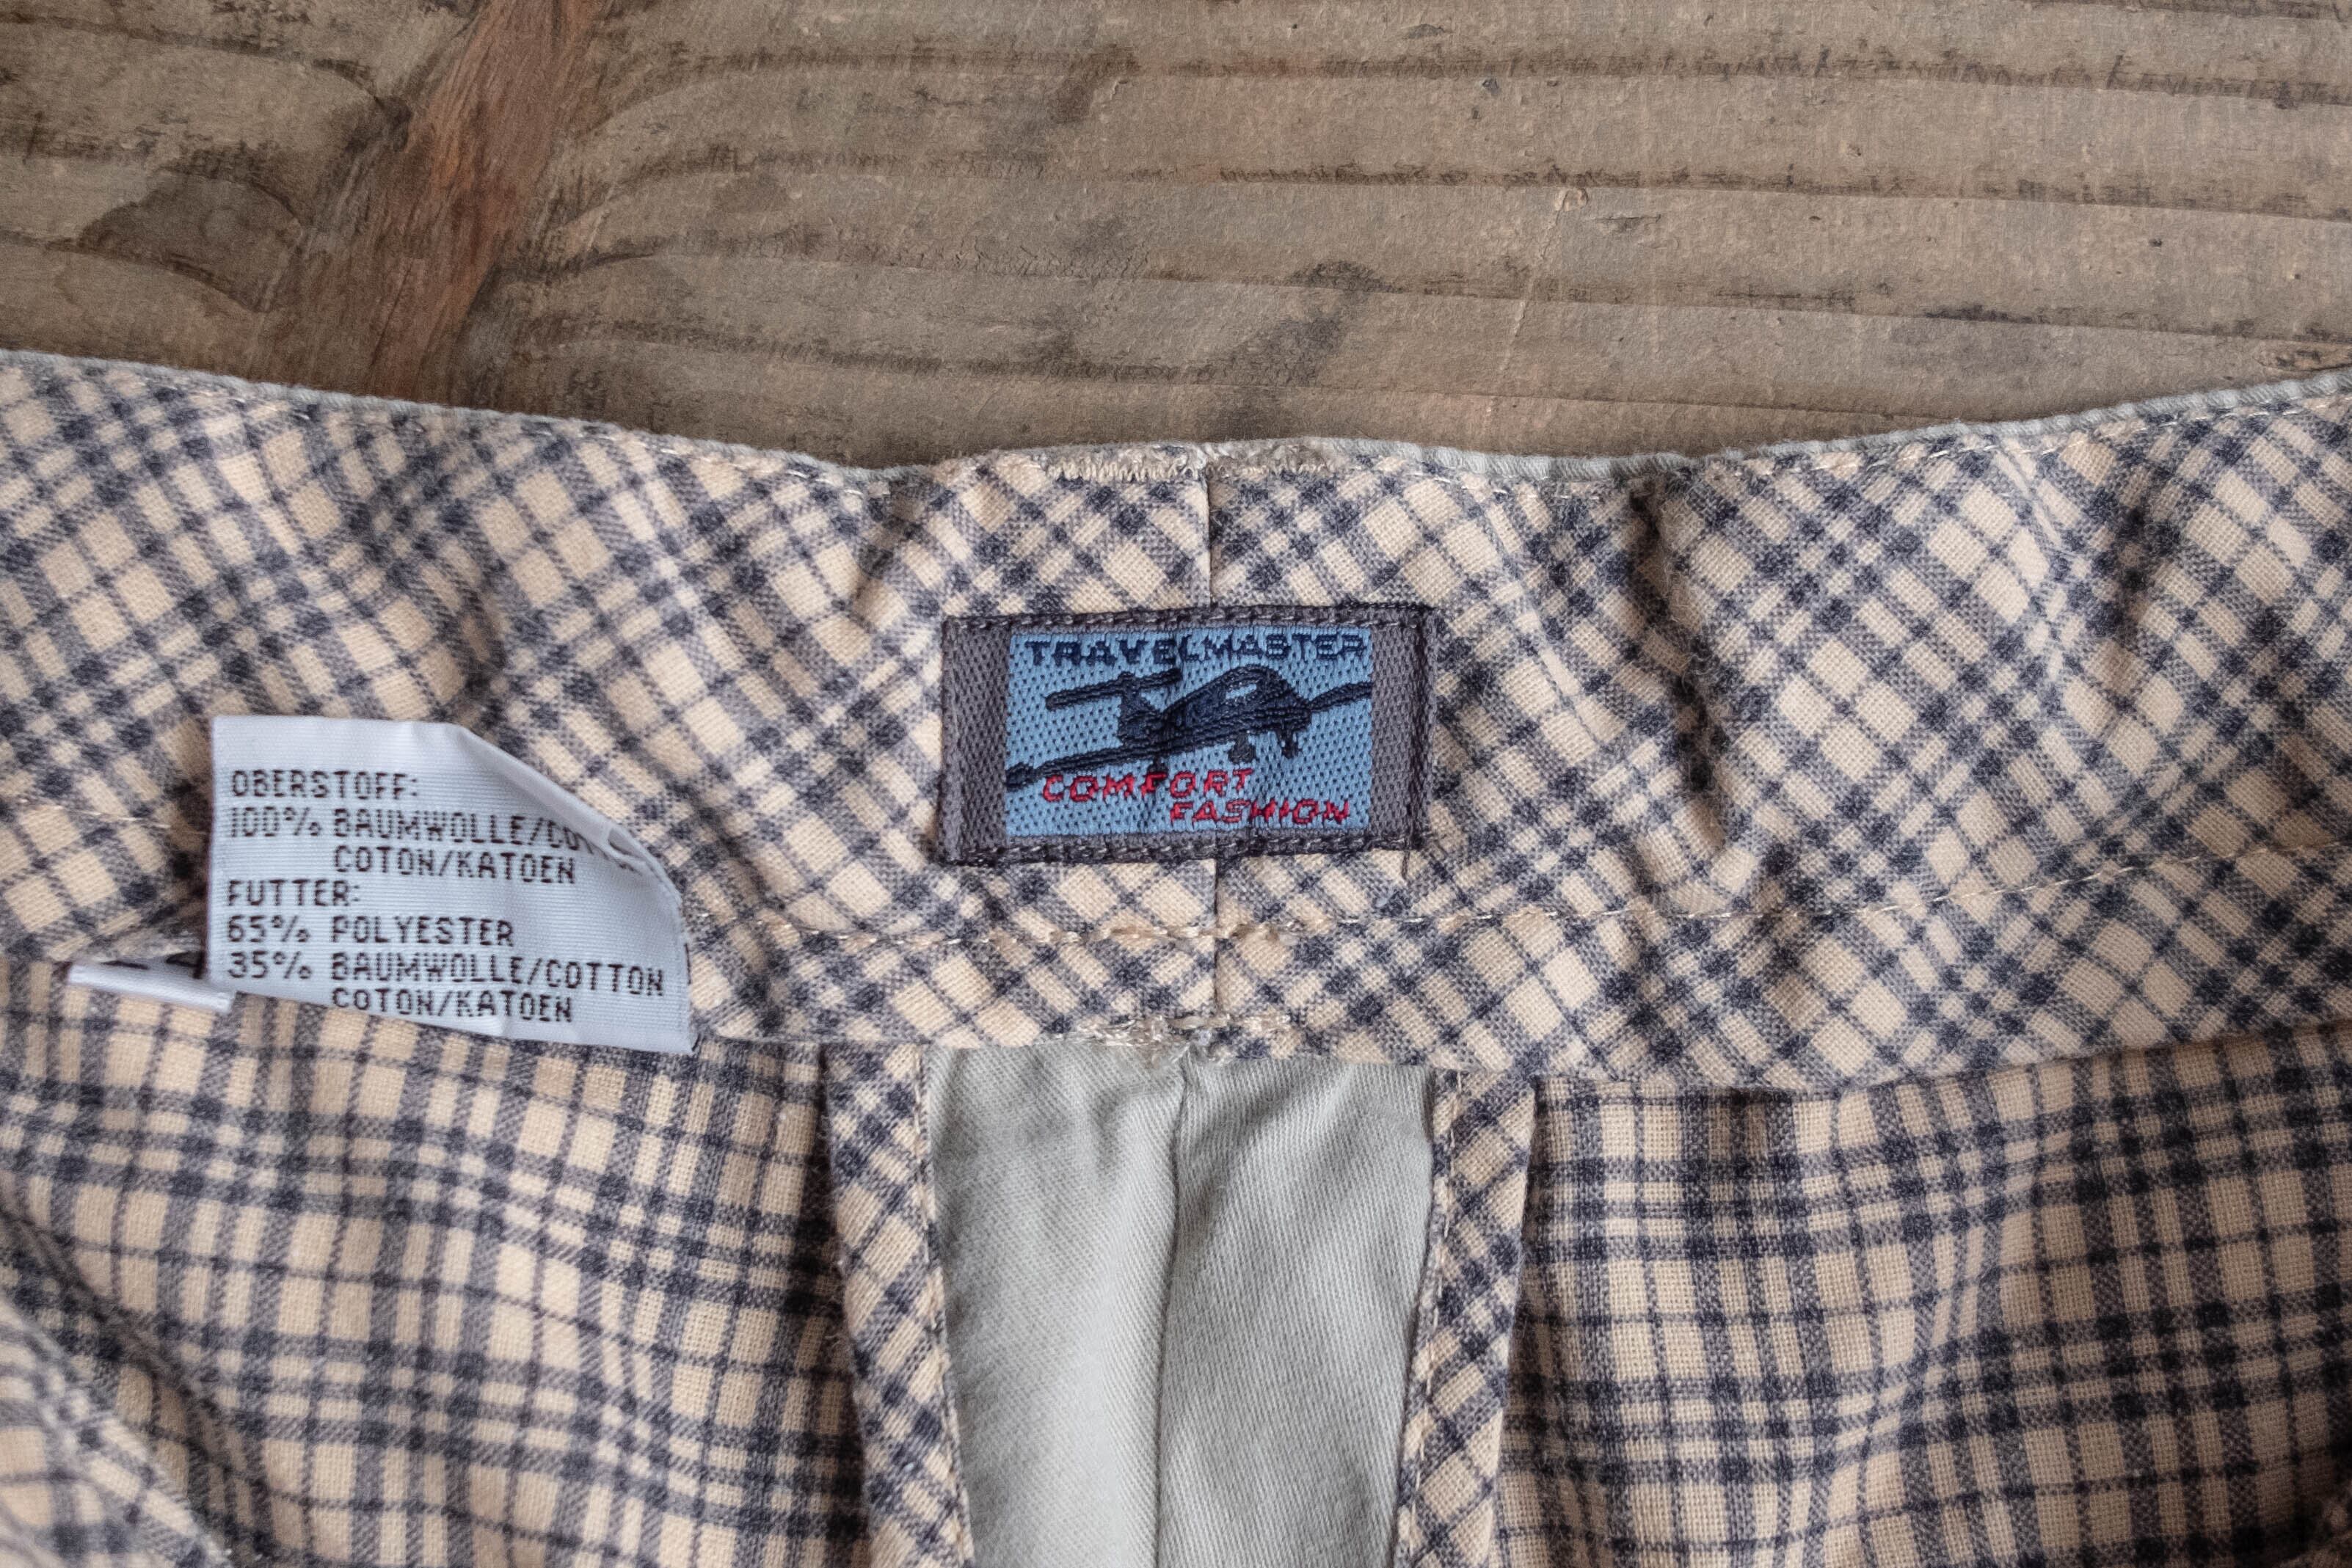 TRAVELMASTER
COMFORT
FASHION
OBERSTOFF:
100% BAUMWOLLE/
COTON/KATOEN
FUTTER:
65% POLYESTER
35% BAUMWOLLE/COTTON
COTON/KATOEN